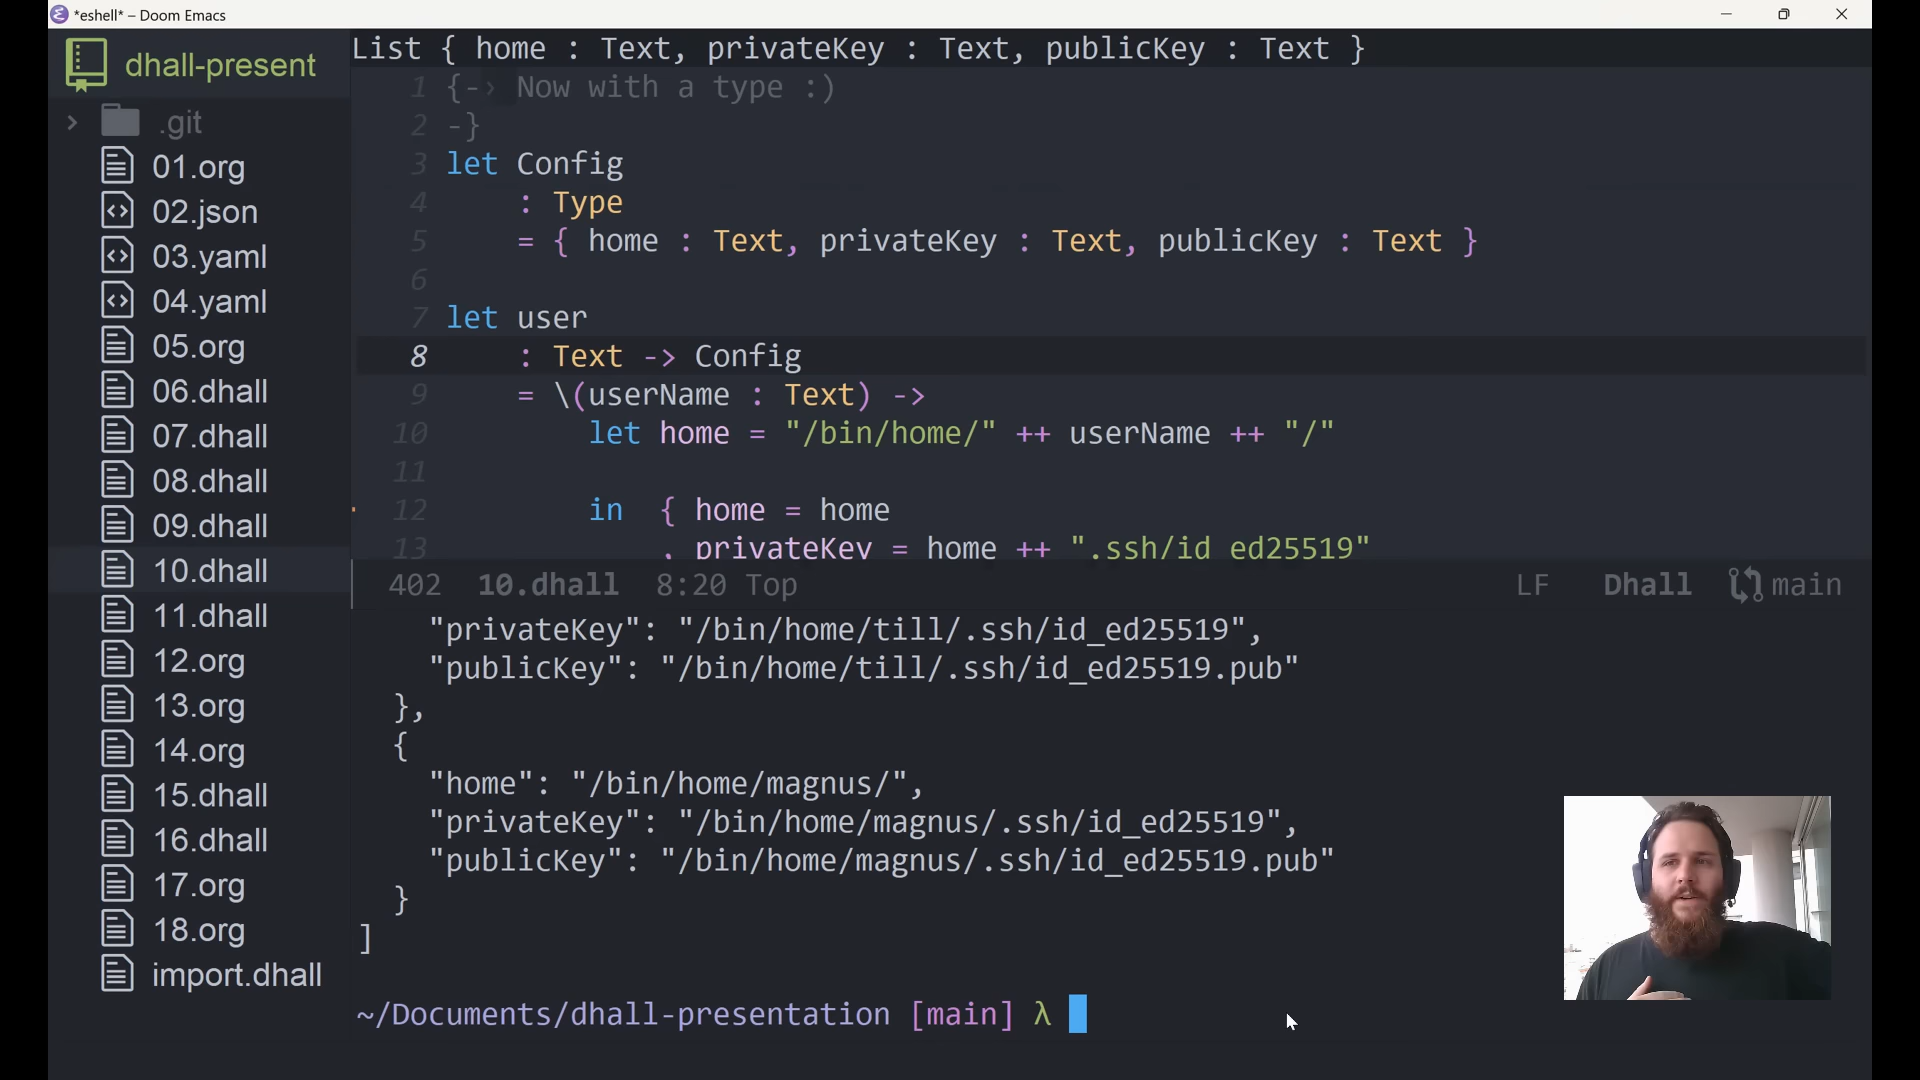 *eshell* – Doom Emacs
dhall-present
.git
01.org
02.json
03.yaml
04.yaml
05.org
06.dhall
07.dhall
08.dhall
09.dhall
10.dhall
11.dhall
12.org
13.org
14.org
15.dhall
16.dhall
17.org
18.org
import.dhall
List { home : Text, privateKey : Text, publicKey : Text }
1 {-> Now with a type :)
2 -}
3 let Config
4 : Type
5 = { home : Text, privateKey : Text, publicKey : Text }
6
7 let user
8 : Text -> Config
9 = \(userName : Text) ->
10 let home = "/bin/home/" ++ userName ++ "/"
11
12 in { home = home
13 , privateKey = home ++ ".ssh/id_ed25519"
402 10.dhall 8:20 Top LF Dhall main
"privateKey": "/bin/home/till/.ssh/id_ed25519",
"publicKey": "/bin/home/till/.ssh/id_ed25519.pub"
},
{
"home": "/bin/home/magnus/",
"privateKey": "/bin/home/magnus/.ssh/id_ed25519",
"publicKey": "/bin/home/magnus/.ssh/id_ed25519.pub"
}
]
~/Documents/dhall-presentation [main] λ